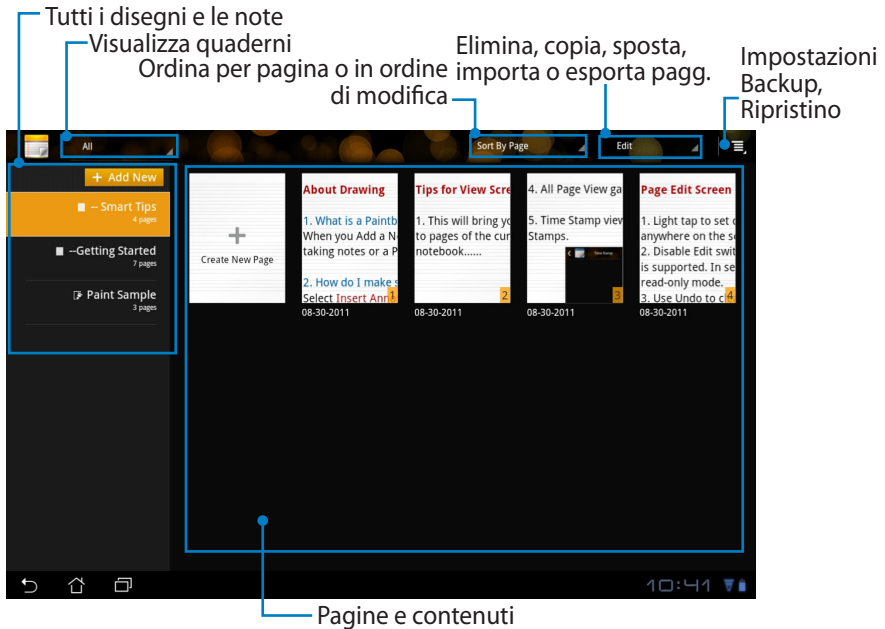 Tutti i disegni e le note
Visualizza quaderni
Ordina per pagina o in ordine
di modifica
Elimina, copia, sposta,
importa o esporta pagg.
Impostazioni
Backup,
Ripristino
All
Sort By Page
Edit
+ Add New
-- Smart Tips
4 pages
--Getting Started
7 pages
Paint Sample
3 pages
Create New Page
About Drawing
1. What is a Paintb
When you Add a N
taking notes or a P
2. How do I make s
Select Insert Ann
1
08-30-2011
Tips for View Scre
1. This will bring yo
to pages of the cur
notebook......
2
08-30-2011
4. All Page View ga
5. Time Stamp view
Stamps.
3
08-30-2011
Page Edit Screen
1. Light tap to set c
anywhere on the s
2. Disable Edit swit
is supported. In se
read-only mode.
3. Use Undo to c
4
08-30-2011
10:41
Pagine e contenuti